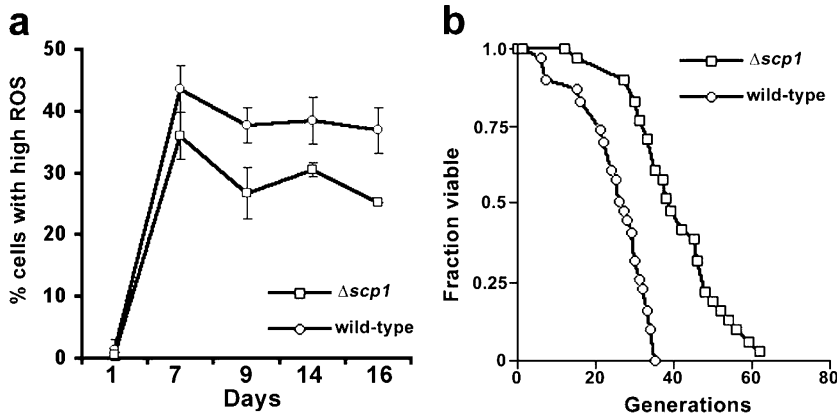 a
50
40
30
20
10
0
% cells with high ROS
Δscp1
wild-type
1 7 9 14 16
Days
b
1.0
0.75
0.5
0.25
0
Fraction viable
Δscp1
wild-type
0 20 40 60 80
Generations